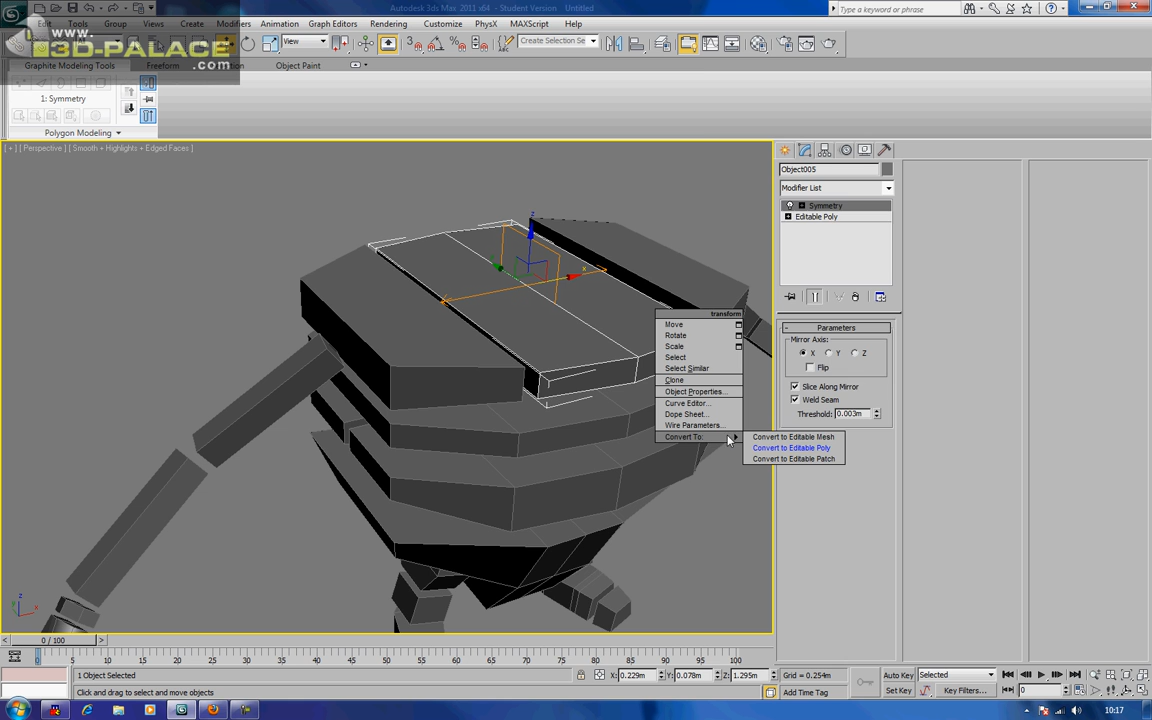 Autodesk 3ds Max 2011 x64 - Student Version Untitled
Type a keyword or phrase
Edit Tools Group Views Create Modifiers Animation Graph Editors Rendering Customize PhysX MAXScript Help
www.
3D-PALACE
.com
View
Create Selection Se
Graphite Modeling Tools Freeform Object Paint
1: Symmetry
Polygon Modeling
[ + ] [ Perspective ] [ Smooth + Highlights + Edged Faces ]
Object005
Modifier List
Symmetry
Editable Poly
transform
Move
Rotate
Scale
Select
Select Similar
Clone
Object Properties...
Curve Editor...
Dope Sheet...
Wire Parameters...
Convert To:
Convert to Editable Mesh
Convert to Editable Poly
Convert to Editable Patch
Parameters
Mirror Axis:
X Y Z
Flip
Slice Along Mirror
Weld Seam
Threshold: 0.003m
z
x
z
x
0 / 100
0 5 10 15 20 25 30 35 40 45 50 55 60 65 70 75 80 85 90 95 100
1 Object Selected
X: 0.229m Y: 0.078m Z: 1.295m Grid = 0.254m
Auto Key Selected
Click and drag to select and move objects
Add Time Tag
Set Key Key Filters... 0
10:17